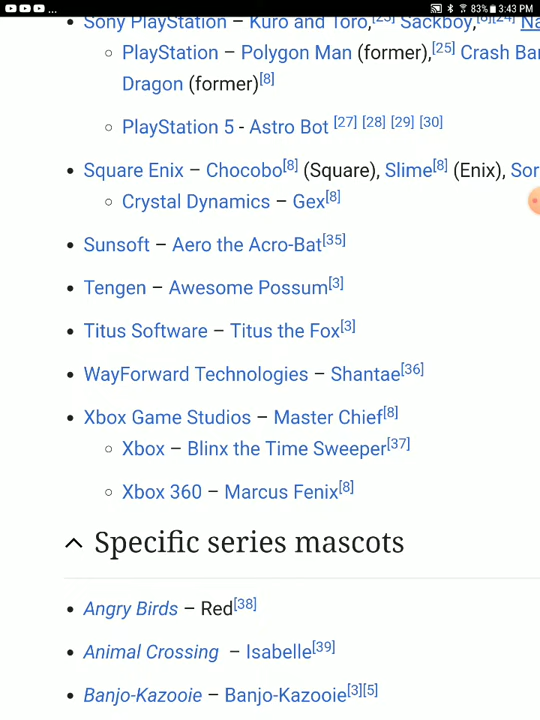 ... 83% 3:43 PM
Sony PlayStation – Kuro and Toro,[23] Sackboy,[8][24]
PlayStation – Polygon Man (former),[25] Crash
Dragon (former)[8]
PlayStation 5 - Astro Bot [27] [28] [29] [30]
Square Enix – Chocobo[8] (Square), Slime[8] (Enix),
Crystal Dynamics – Gex[8]
Sunsoft – Aero the Acro-Bat[35]
Tengen – Awesome Possum[3]
Titus Software – Titus the Fox[3]
WayForward Technologies – Shantae[36]
Xbox Game Studios – Master Chief[8]
Xbox – Blinx the Time Sweeper[37]
Xbox 360 – Marcus Fenix[8]
Specific series mascots
Angry Birds – Red[38]
Animal Crossing – Isabelle[39]
Banjo-Kazooie – Banjo-Kazooie[3][5]